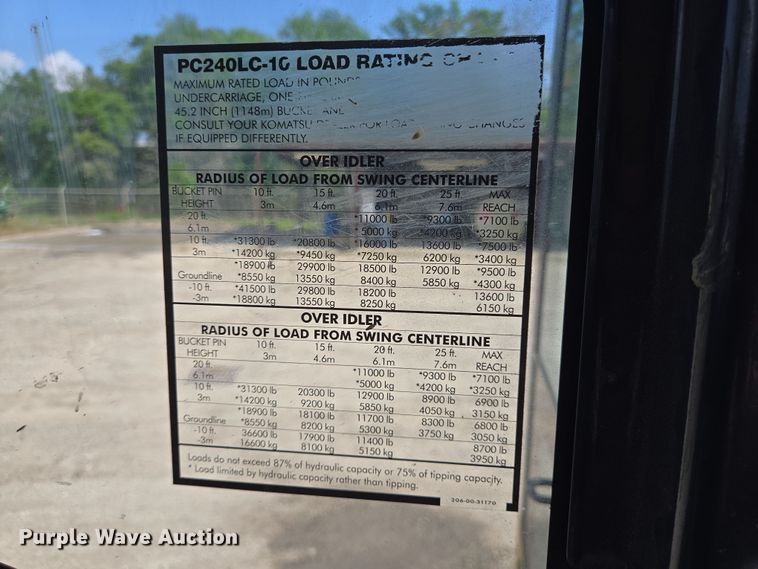 PC240LC-10 LOAD RATING
MAXIMUM RATED LOAD IN POUNDS
UNDERCARRIAGE, ONE
45.2 INCH (1148m) BUCKET AND
CONSULT YOUR KOMATSU FOR CHANGES
IF EQUIPPED DIFFERENTLY.
OVER IDLER
RADIUS OF LOAD FROM SWING CENTERLINE
BUCKET PIN 10 ft. 15 ft. 20 ft. 25 ft MAX
HEIGHT 3m 4.6m 6.1m 7.6m REACH
20 ft. *11000 lb *9300 lb *7100 lb
6.1m *5000 kg *4200 kg *3250 kg
10 ft. *31300 lb *20800 lb *16000 lb 13600 lb *7500 lb
3m *14200 kg *9450 kg *7250 kg 6200 kg *3400 kg
*18900 lb 29900 lb 18500 lb 12900 lb *9500 lb
Groundline *8550 kg 13550 kg 8400 kg 5850 kg *4300 kg
-10 ft. *41500 lb 29800 lb 18200 lb 13600 lb
-3m *18800 kg 13550 kg 8250 kg 6150 kg
OVER IDLER
RADIUS OF LOAD FROM SWING CENTERLINE
BUCKET PIN 10 ft. 15 ft. 20 ft. 25 ft. MAX
HEIGHT 3m 4.6m 6.1m 7.6m REACH
20 ft. *11000 lb *9300 lb *7100 lb
6.1m *5000 kg *4200 kg *3250 kg
10 ft. *31300 lb 20300 lb 12900 lb 8900 lb 6900 lb
3m *14200 kg 9200 kg 5850 kg 4050 kg 3150 kg
*18900 lb 18100 lb 11700 lb 8300 lb 6800 lb
Groundline *8550 kg 8200 kg 5300 kg 3750 kg 3050 kg
-10 ft. 36600 lb 17900 lb 11400 lb 8700 lb
-3m 16600 kg 8100 kg 5150 kg 3950 kg
Loads do not exceed 87% of hydraulic capacity or 75% of tipping capacity.
* Load limited by hydraulic capacity rather than tipping.
206-00-31170
Purple Wave Auction